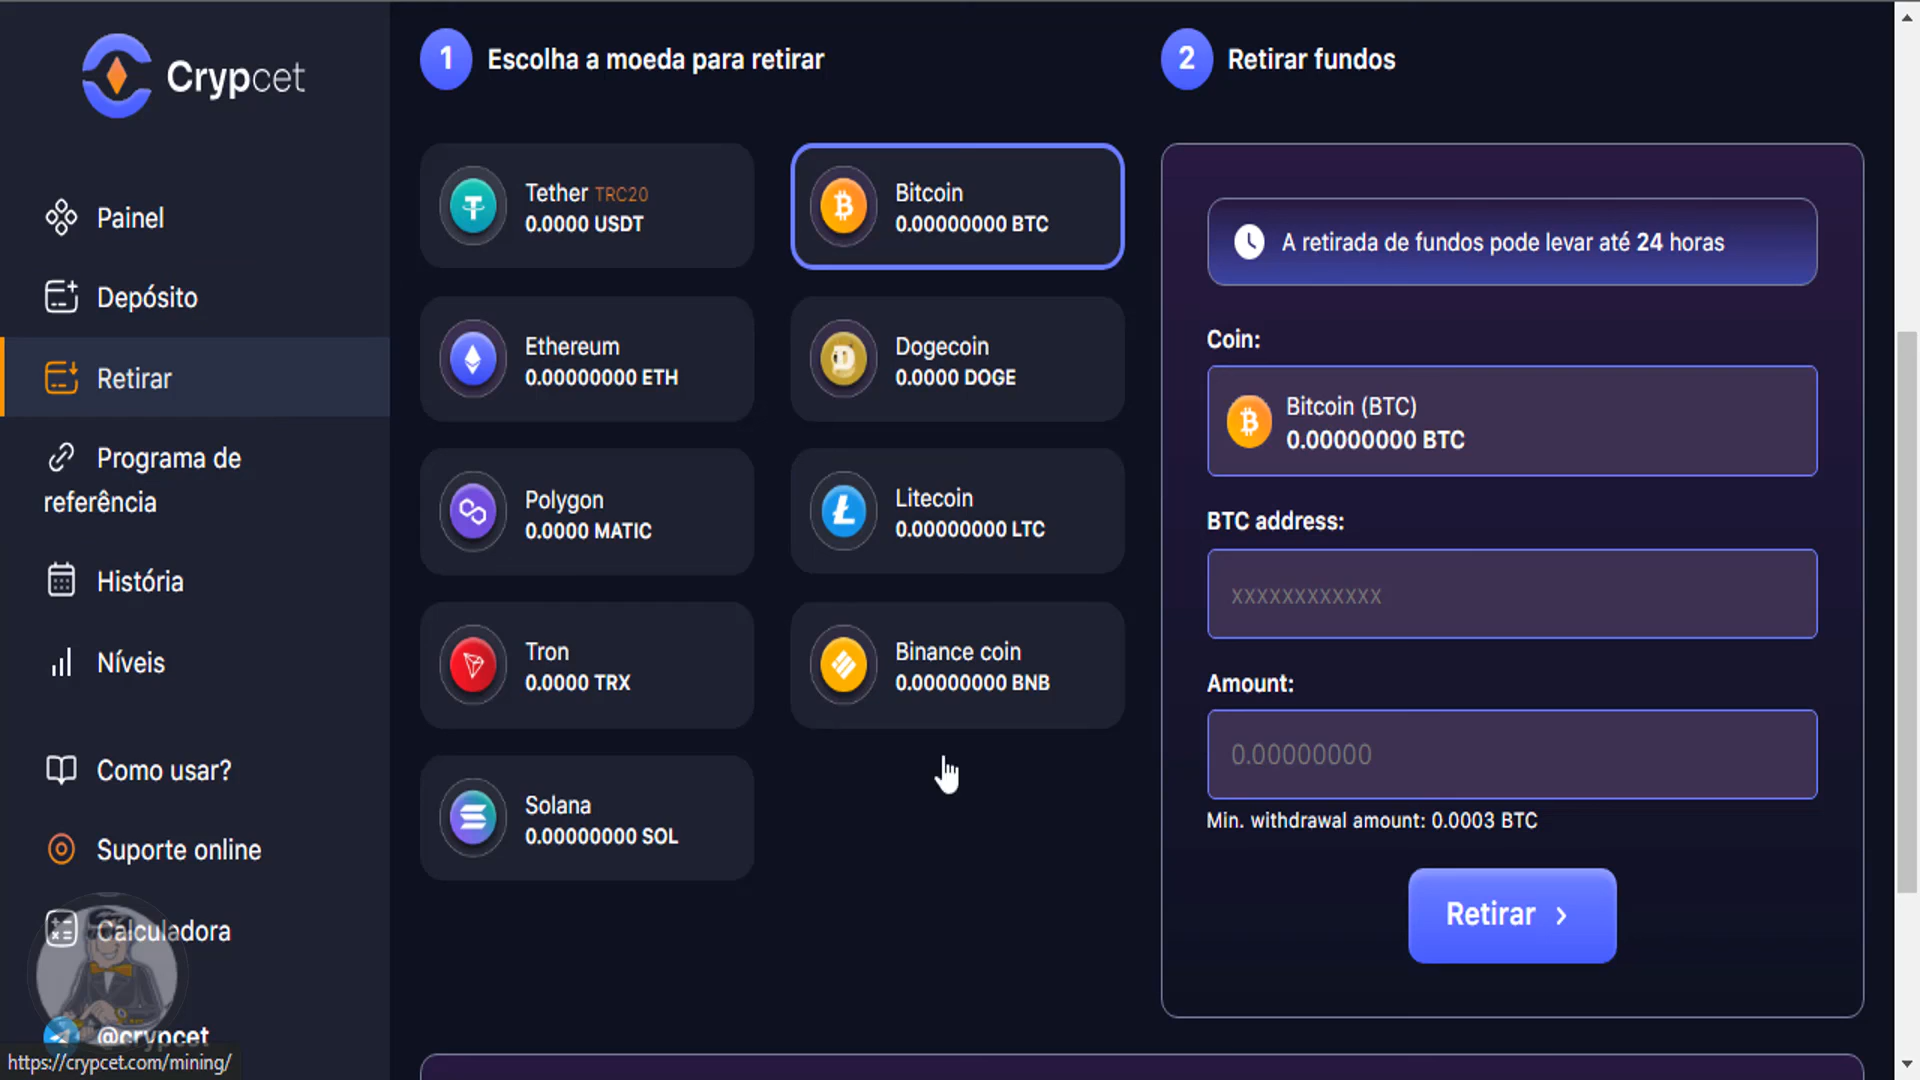 Crypcet
Painel
Depósito
Retirar
Programa de
referência
História
Níveis
Como usar?
Suporte online
Calculadora
@crypcet
https://crypcet.com/mining/
1 Escolha a moeda para retirar
Tether TRC20
0.0000 USDT
Bitcoin
0.00000000 BTC
Ethereum
0.00000000 ETH
Dogecoin
0.0000 DOGE
Polygon
0.0000 MATIC
Litecoin
0.00000000 LTC
Tron
0.0000 TRX
Binance coin
0.00000000 BNB
Solana
0.00000000 SOL
2 Retirar fundos
A retirada de fundos pode levar até 24 horas
Coin:
Bitcoin (BTC)
0.00000000 BTC
BTC address:
xxxxxxxxxxxx
Amount:
0.00000000
Min. withdrawal amount: 0.0003 BTC
Retirar ›